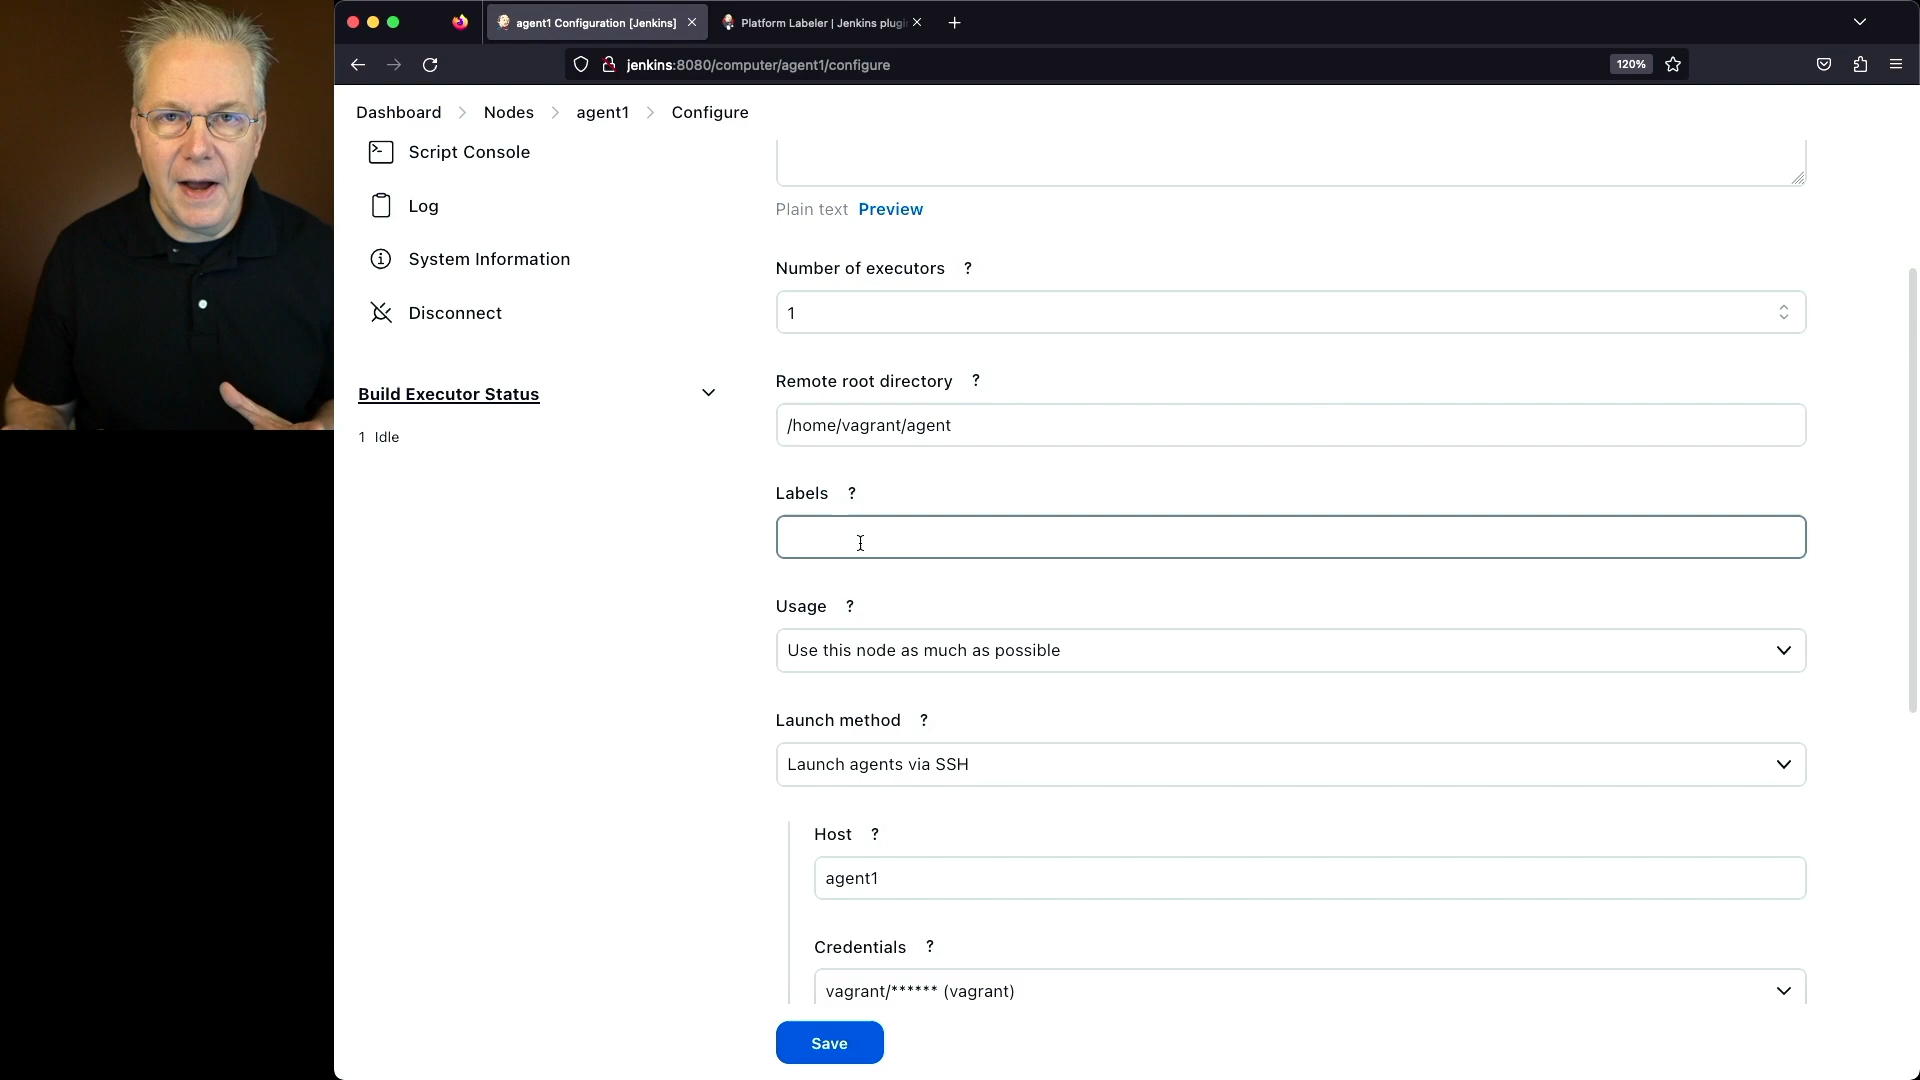 agent1 Configuration [Jenkins]
Platform Labeler | Jenkins plugi
jenkins:8080/computer/agent1/configure
120%
Dashboard
Nodes
agent1
Configure
Script Console
Log
System Information
Disconnect
Build Executor Status
1 Idle
Plain text Preview
Number of executors ?
1
Remote root directory ?
/home/vagrant/agent
Labels ?
Usage ?
Use this node as much as possible
Launch method ?
Launch agents via SSH
Host ?
agent1
Credentials ?
vagrant/****** (vagrant)
Save